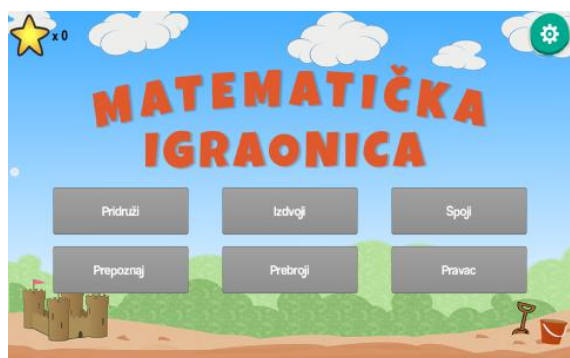 x 0
MATEMATIČKA
IGRAONICA
Pridruži Izdvoji Spoji
Prepoznaj Prebroji Pravac